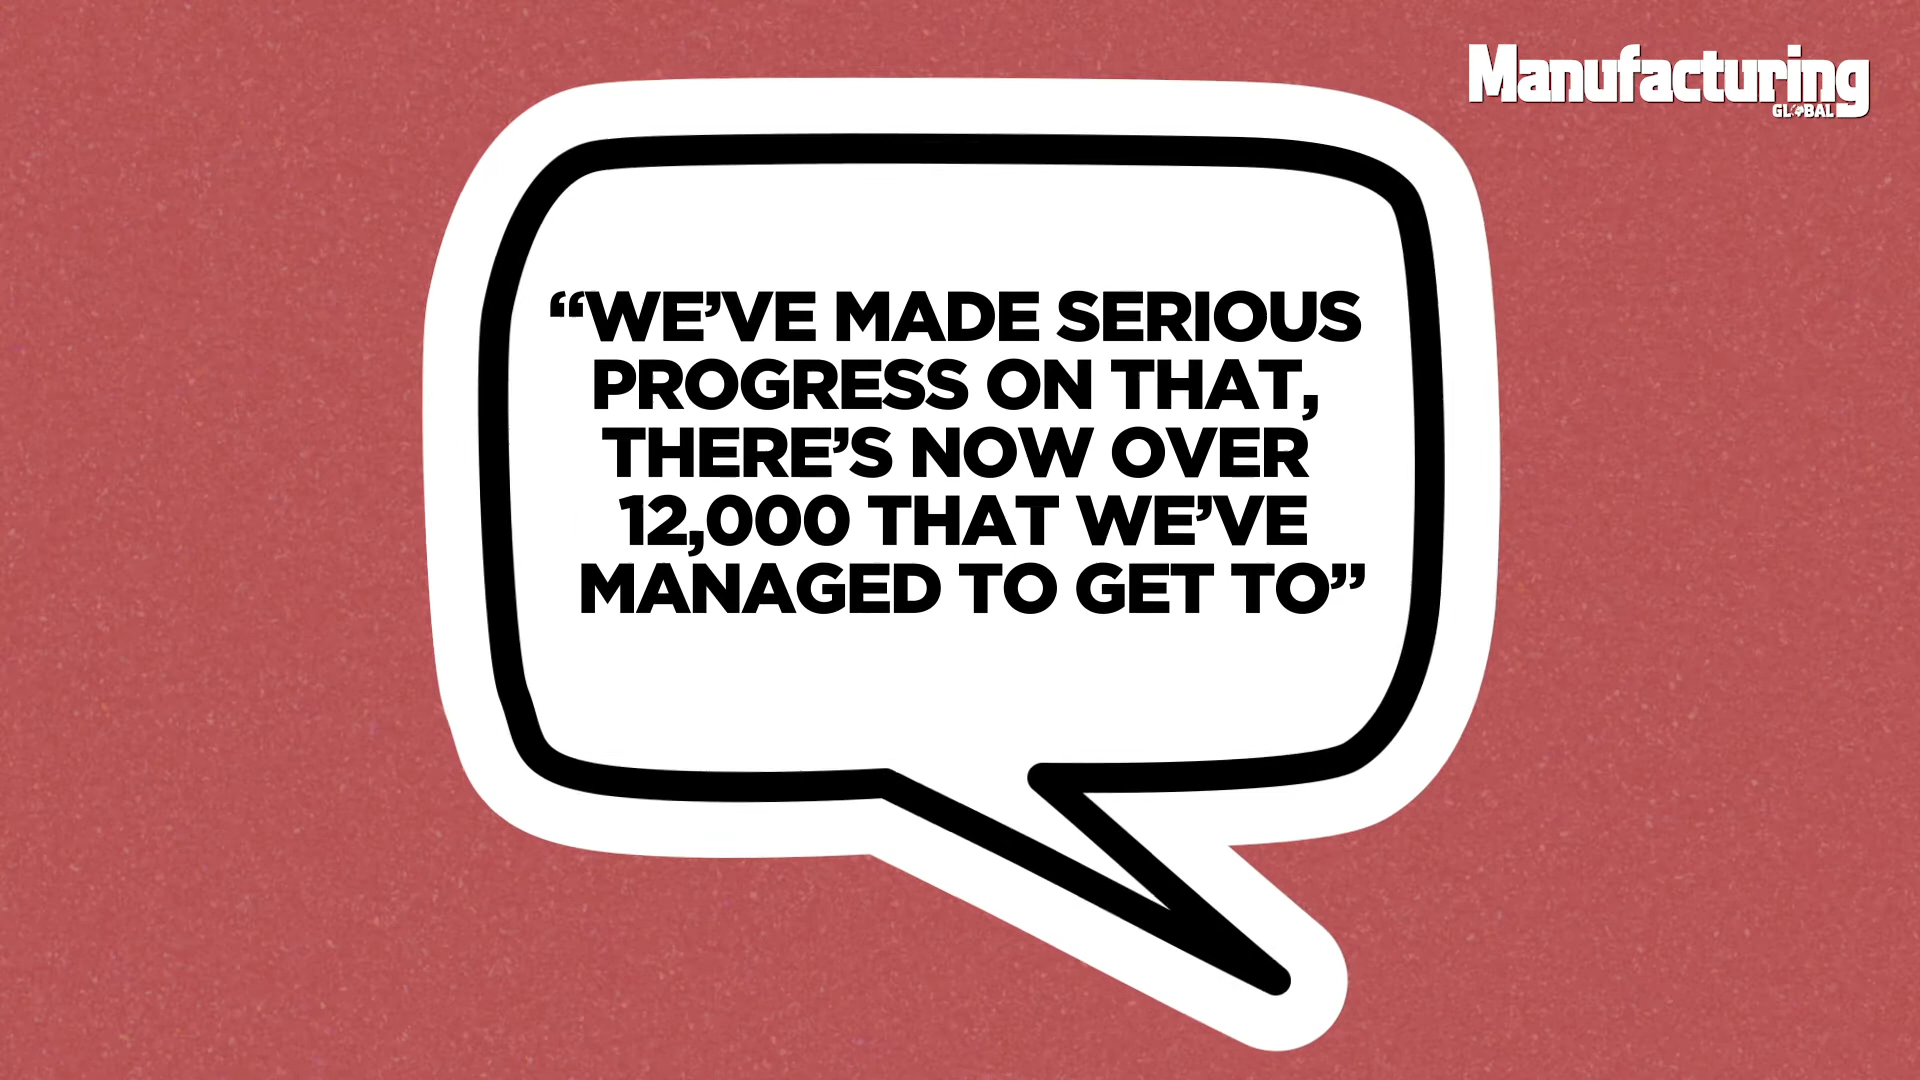 Manufacturing
GLOBAL
“WE’VE MADE SERIOUS
PROGRESS ON THAT,
THERE’S NOW OVER
12,000 THAT WE’VE
MANAGED TO GET TO”